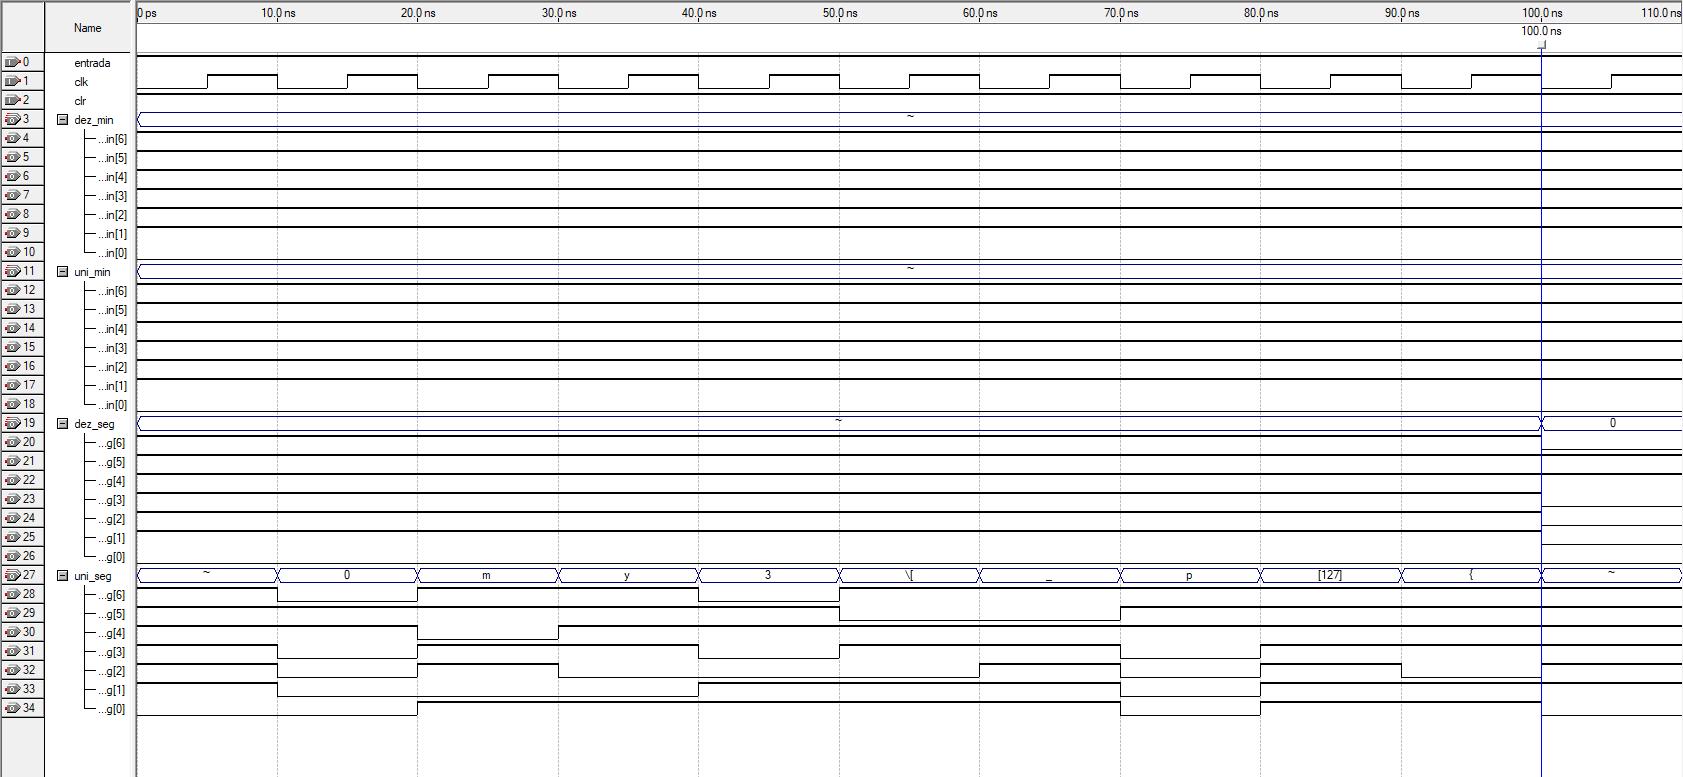 0 ps 10.0 ns 20.0 ns 30.0 ns 40.0 ns 50.0 ns 60.0 ns 70.0 ns 80.0 ns 90.0 ns 100.0 ns 110.0 ns
Name
100.0 ns
0 entrada
1 clk
2 clr
3 dez_min ~
4 ...in[6]
5 ...in[5]
6 ...in[4]
7 ...in[3]
8 ...in[2]
9 ...in[1]
10 ...in[0]
11 uni_min ~
12 ...in[6]
13 ...in[5]
14 ...in[4]
15 ...in[3]
16 ...in[2]
17 ...in[1]
18 ...in[0]
19 dez_seg ~ 0
20 ...g[6]
21 ...g[5]
22 ...g[4]
23 ...g[3]
24 ...g[2]
25 ...g[1]
26 ...g[0]
27 uni_seg ~ 0 m y 3 \[ _ p [127] { ~
28 ...g[6]
29 ...g[5]
30 ...g[4]
31 ...g[3]
32 ...g[2]
33 ...g[1]
34 ...g[0]